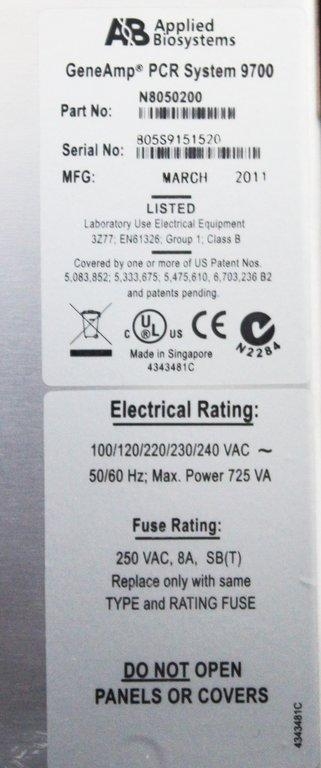 AB Applied
Biosystems
GeneAmp® PCR System 9700
Part No: N8050200
Serial No: 805S9151520
MFG: MARCH 2011
LISTED
Laboratory Use Electrical Equipment
3Z77; EN61326; Group 1; Class B
Covered by one or more of US Patent Nos.
5,083,852; 5,333,675; 5,475,610; 6,703,236 B2
and patents pending.
C UL® US CE N2284
Made in Singapore
4343481C
Electrical Rating:
100/120/220/230/240 VAC ~
50/60 Hz; Max. Power 725 VA
Fuse Rating:
250 VAC, 8A, SB(T)
Replace only with same
TYPE and RATING FUSE
DO NOT OPEN
PANELS OR COVERS
4343481C